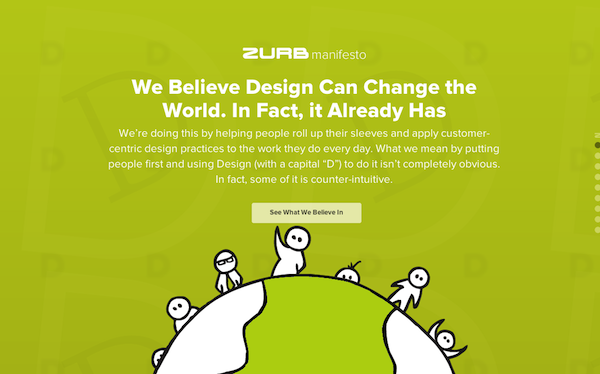 ZURB manifesto
We Believe Design Can Change the
World. In Fact, it Already Has
We're doing this by helping people roll up their sleeves and apply customer-
centric design practices to the work they do every day. What we mean by putting
people first and using Design (with a capital “D”) to do it isn't completely obvious.
In fact, some of it is counter-intuitive.
See What We Believe In